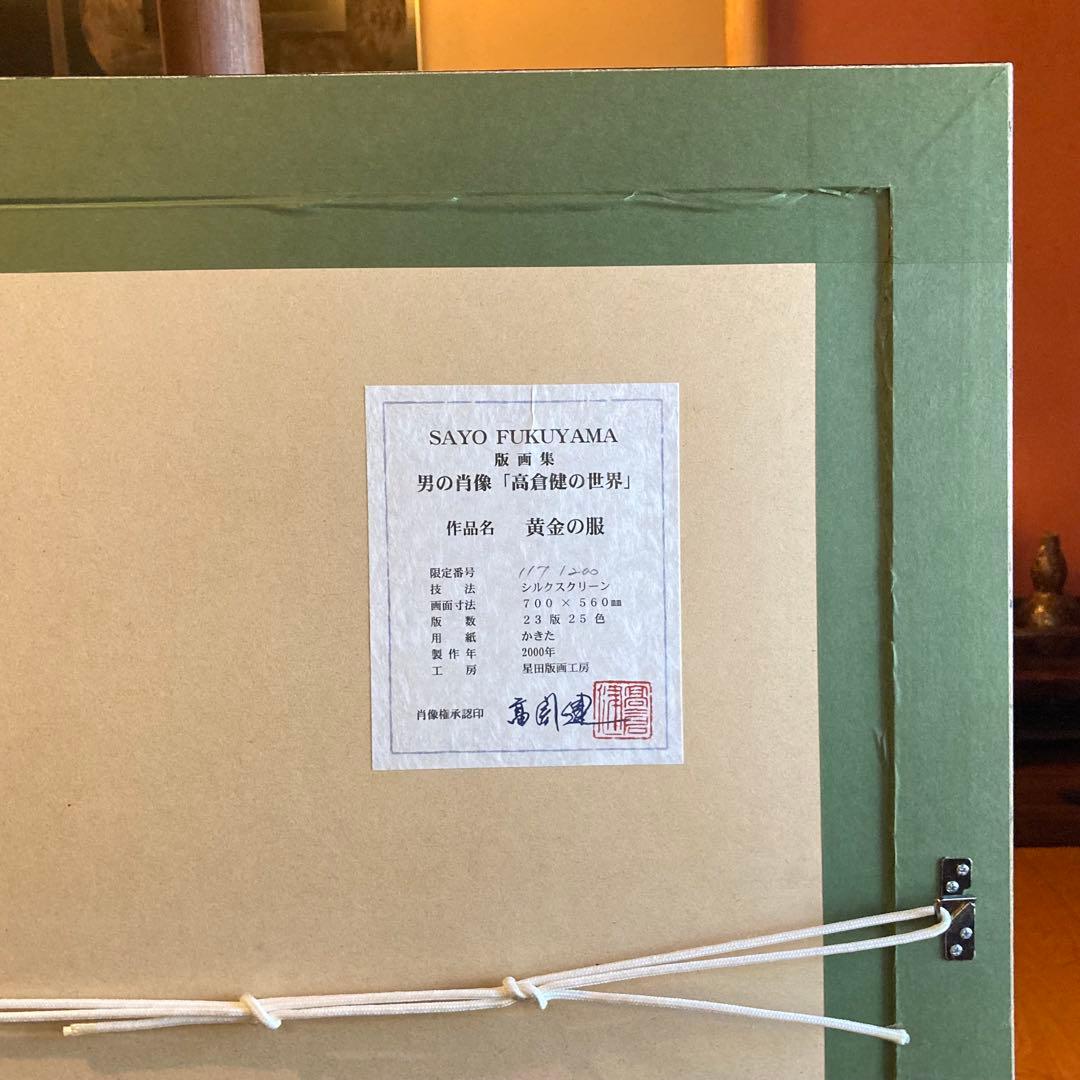 SAYO FUKUYAMA
版画集
男の肖像「高倉健の世界」
作品名 黄金の服
限定番号 117 1200
技法 シルクスクリーン
画面寸法 700 × 560㎜
版数 23版25色
用紙 かきた
製作年 2000年
工房 星田版画工房
肖像権承認印